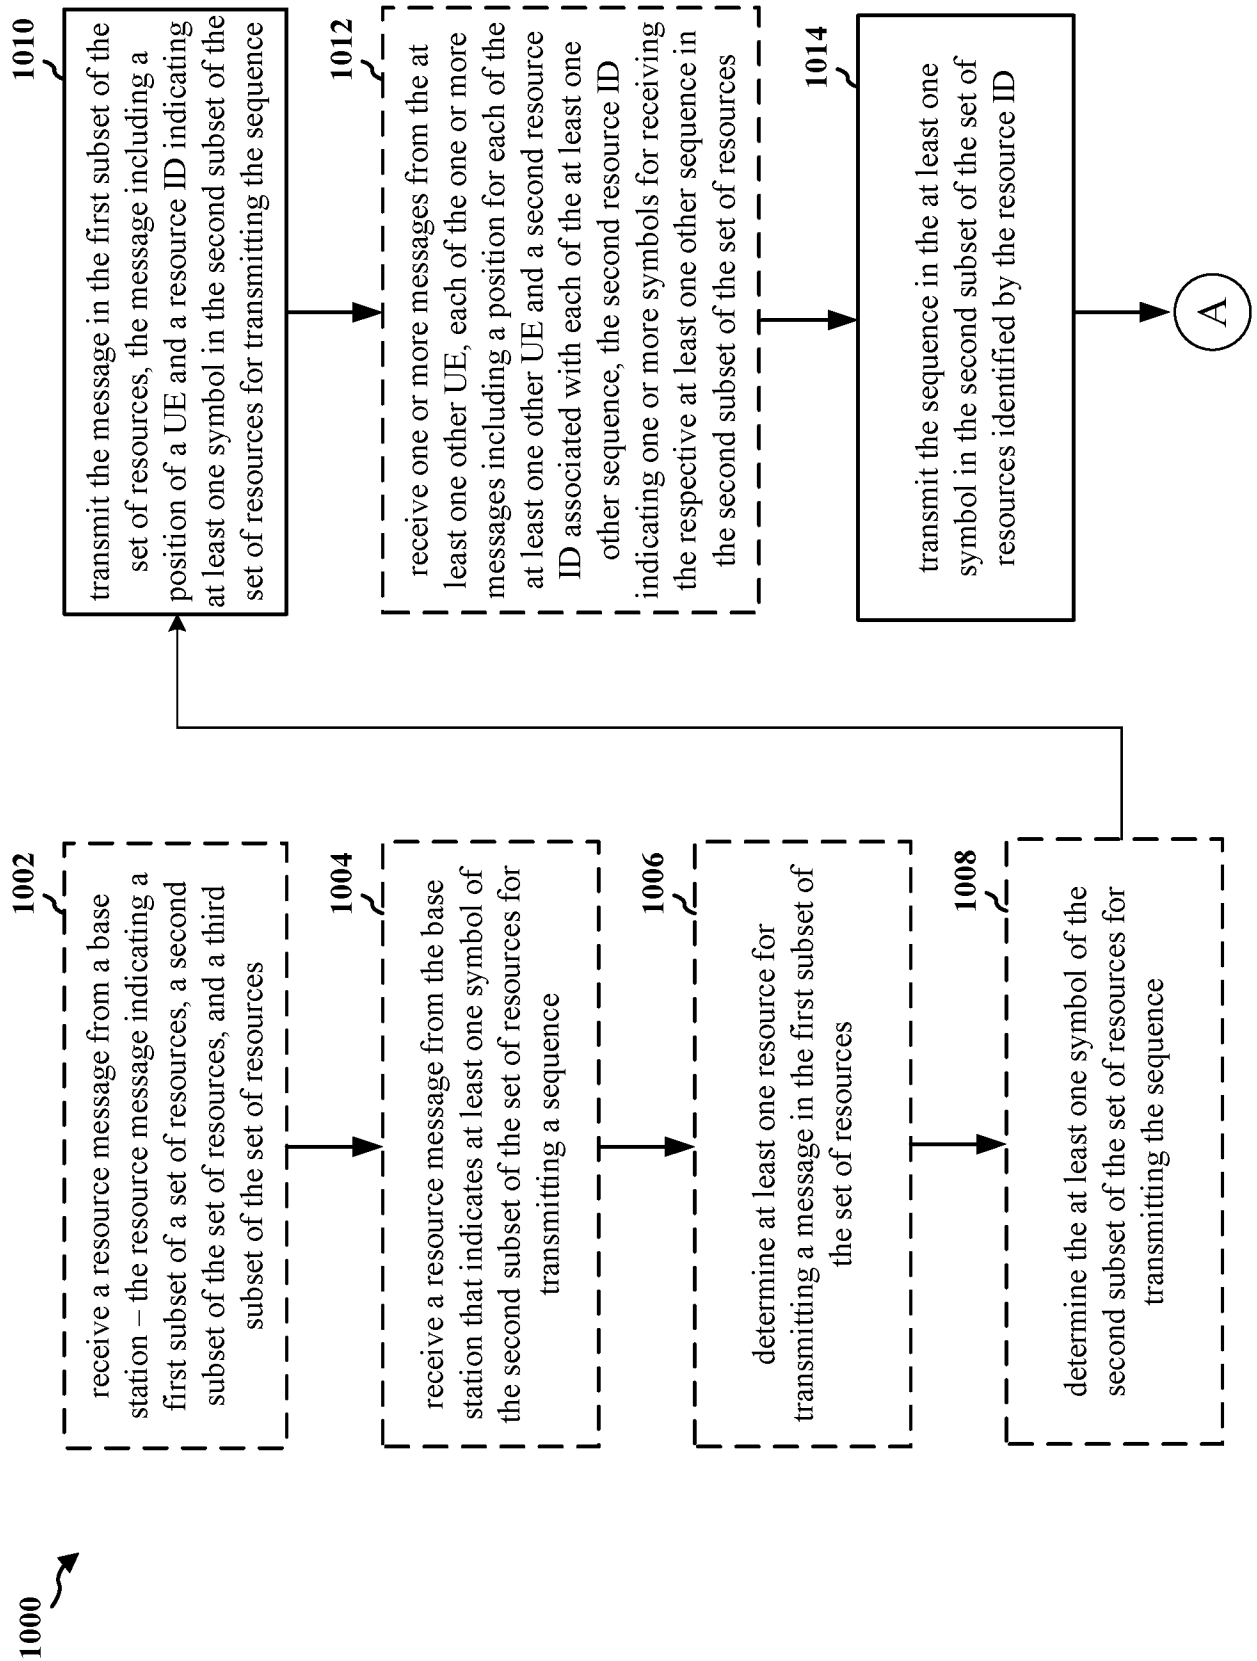 1000
1002
receive a resource message from a base
station – the resource message indicating a
first subset of a set of resources, a second
subset of the set of resources, and a third
subset of the set of resources
1004
receive a resource message from the base
station that indicates at least one symbol of
the second subset of the set of resources for
transmitting a sequence
1006
determine at least one resource for
transmitting a message in the first subset of
the set of resources
1008
determine the at least one symbol of the
second subset of the set of resources for
transmitting the sequence
1010
transmit the message in the first subset of the
set of resources, the message including a
position of a UE and a resource ID indicating
at least one symbol in the second subset of the
set of resources for transmitting the sequence
1012
receive one or more messages from the at
least one other UE, each of the one or more
messages including a position for each of the
at least one other UE and a second resource
ID associated with each of the at least one
other sequence, the second resource ID
indicating one or more symbols for receiving
the respective at least one other sequence in
the second subset of the set of resources
1014
transmit the sequence in the at least one
symbol in the second subset of the set of
resources identified by the resource ID
A